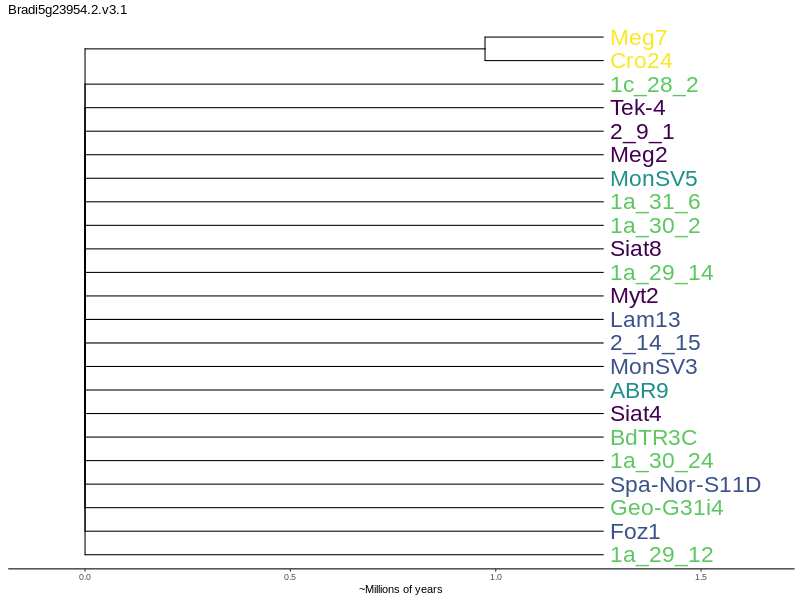 Bradi5g23954.2.v3.1
Meg7
Cro24
1c_28_2
Tek-4
2_9_1
Meg2
MonSV5
1a_31_6
1a_30_2
Siat8
1a_29_14
Myt2
Lam13
2_14_15
MonSV3
ABR9
Siat4
BdTR3C
1a_30_24
Spa-Nor-S11D
Geo-G31i4
Foz1
1a_29_12
0.0 0.5 1.0 1.5
~Millions of years